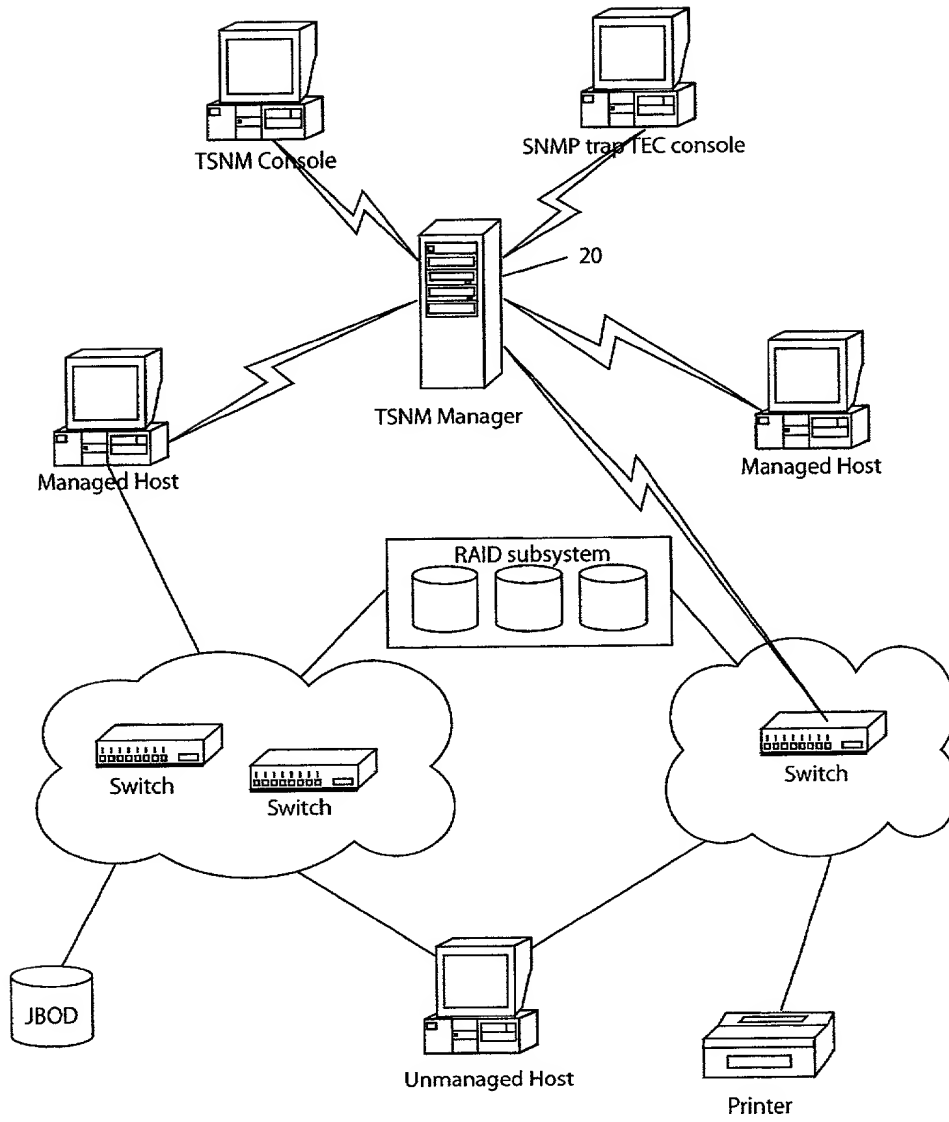 TSNM Console
SNMP trap TEC console
20
TSNM Manager
Managed Host
Managed Host
RAID subsystem
Switch
Switch
Switch
JBOD
Unmanaged Host
Printer